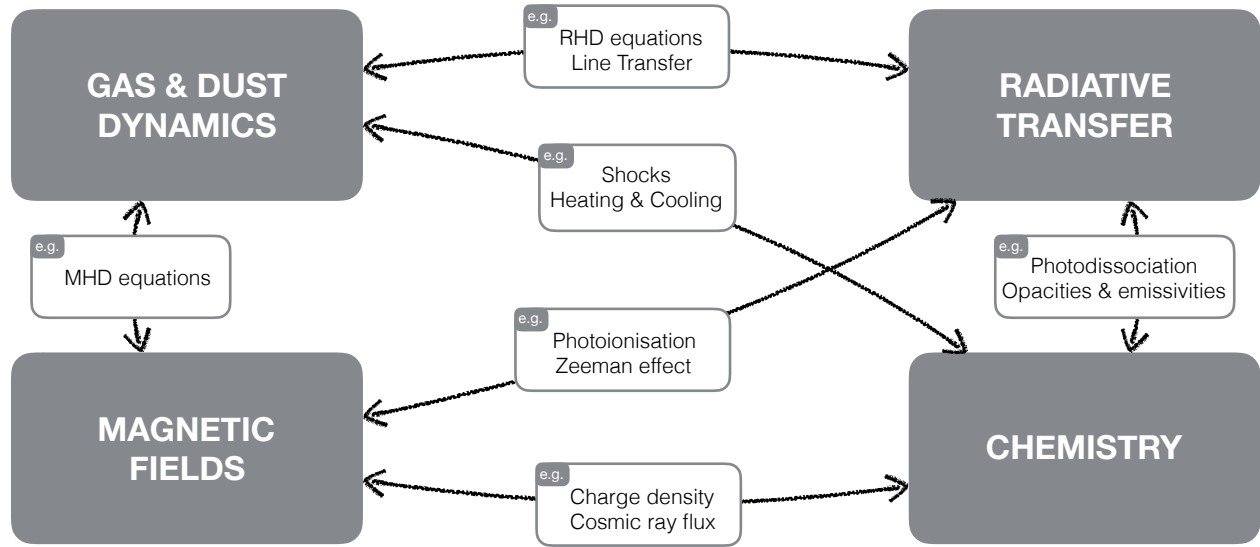 GAS & DUST
DYNAMICS
e.g.
RHD equations
Line Transfer
RADIATIVE
TRANSFER
e.g.
Shocks
Heating & Cooling
e.g.
MHD equations
e.g.
Photodissociation
Opacities & emissivities
e.g.
Photoionisation
Zeeman effect
MAGNETIC
FIELDS
e.g.
Charge density
Cosmic ray flux
CHEMISTRY